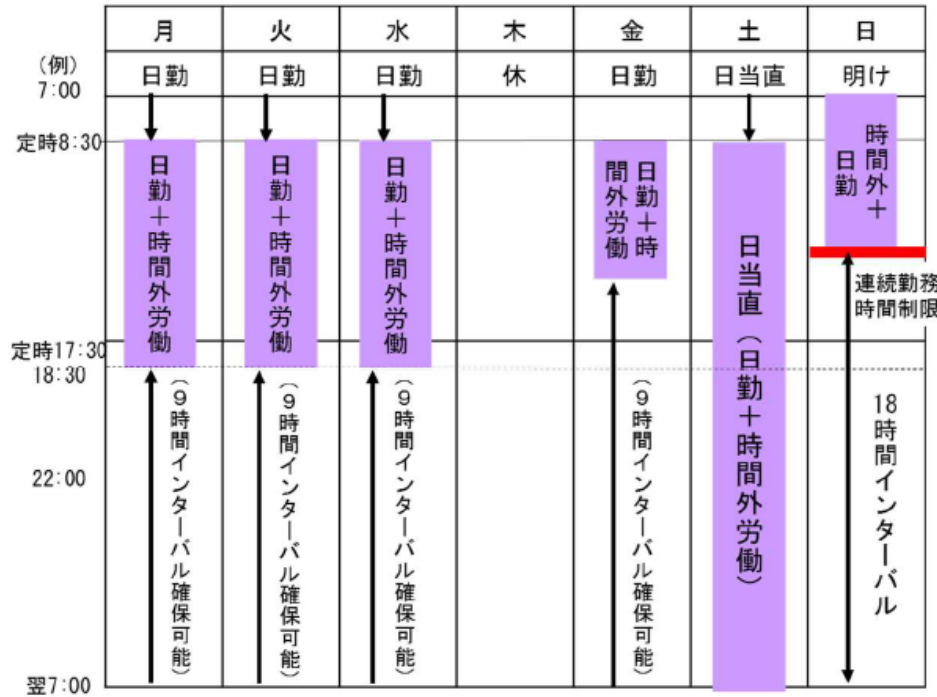 月 火 水 木 金 土 日
(例)
7:00
日勤 日勤 日勤 休 日勤 日当直 明け
定時8:30
日勤+時間外労働
日勤+時間外労働
日勤+時間外労働
日勤+時
間外労働
日当直(日勤+時間外労働)
時間外+
日勤
連続勤務
時間制限
定時17:30
18:30
22:00
翌7:00
(9時間インターバル確保可能)
(9時間インターバル確保可能)
(9時間インターバル確保可能)
(9時間インターバル確保可能)
18時間インターバル